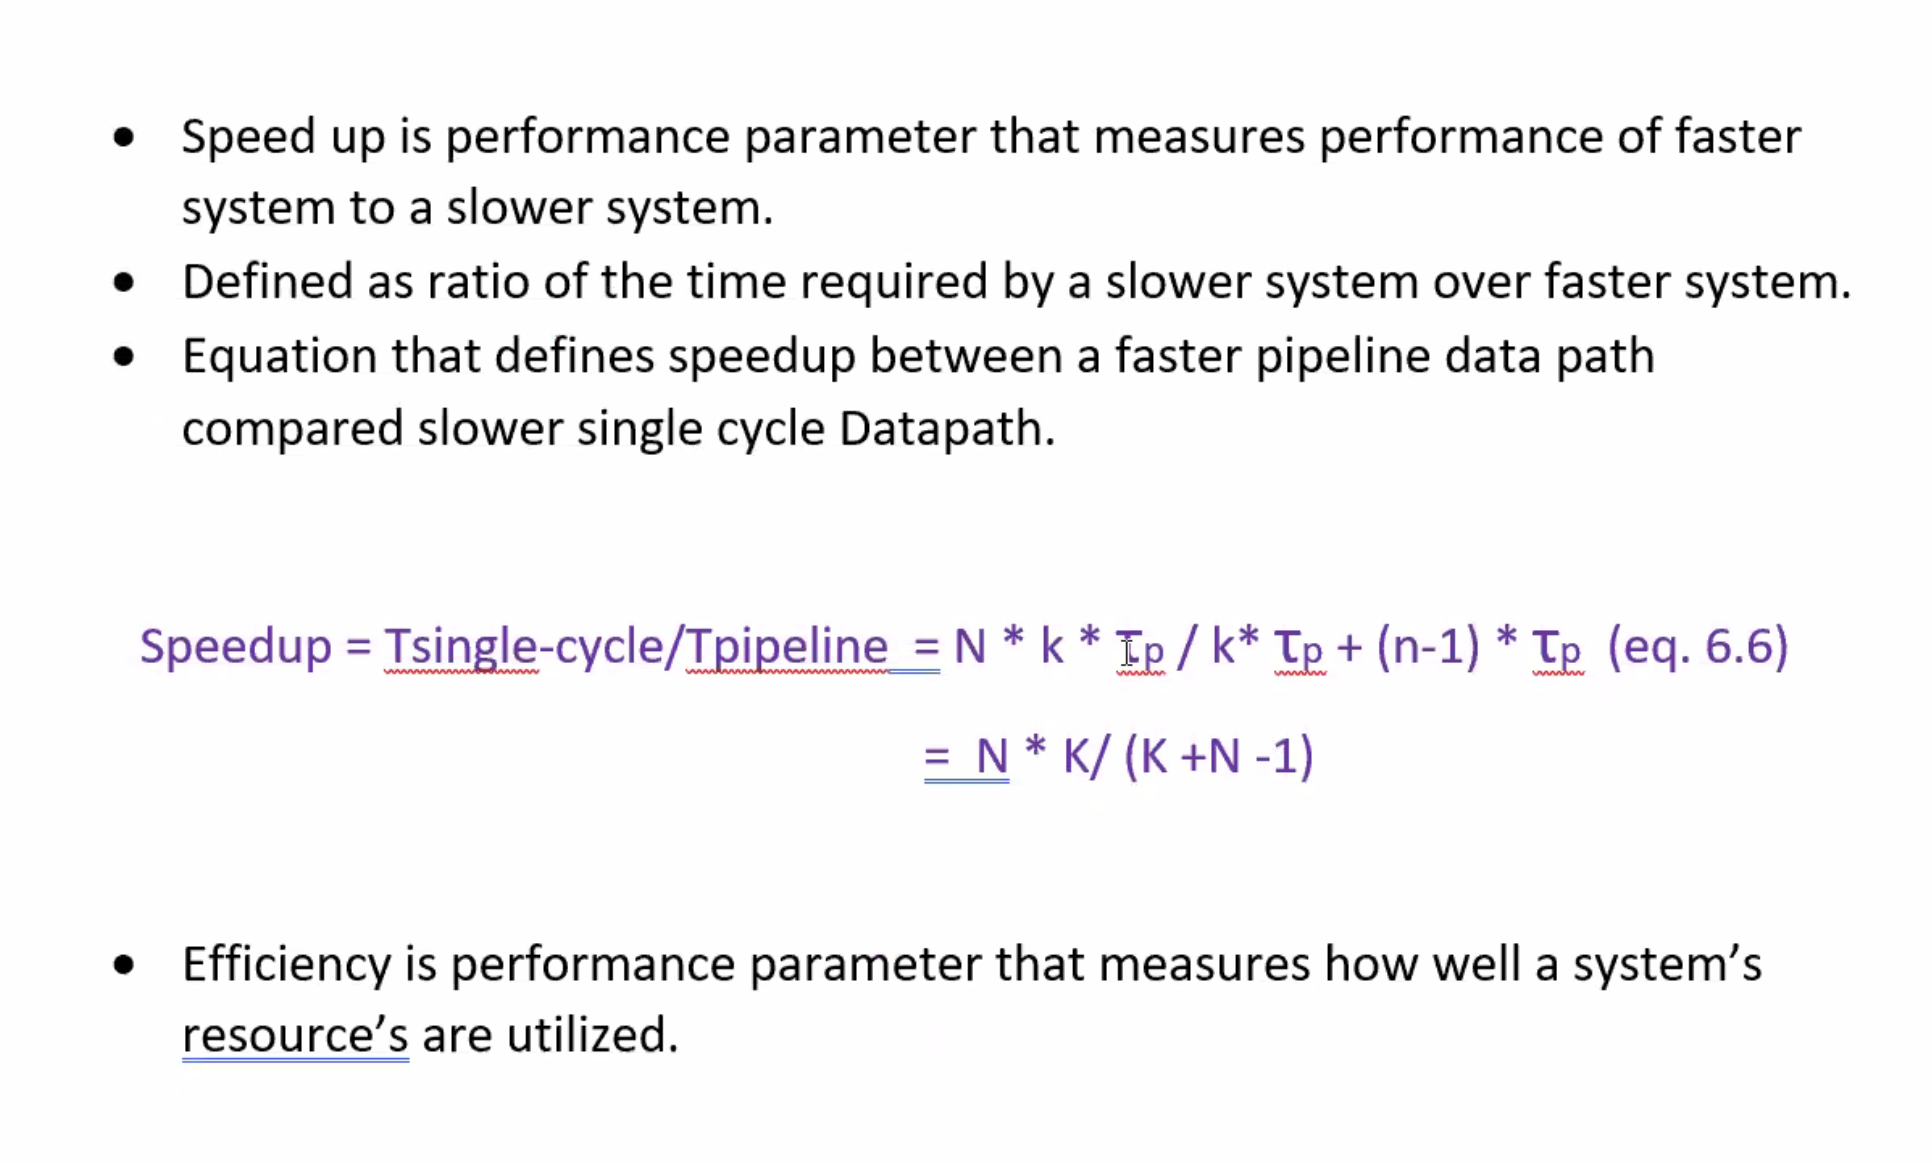 • Speed up is performance parameter that measures performance of faster
system to a slower system.
• Defined as ratio of the time required by a slower system over faster system.
• Equation that defines speedup between a faster pipeline data path
compared slower single cycle Datapath.
Speedup = Tsingle-cycle/Tpipeline = N * k * τp / k* τp + (n-1) * τp (eq. 6.6)
= N * K/ (K +N -1)
• Efficiency is performance parameter that measures how well a system’s
resource’s are utilized.